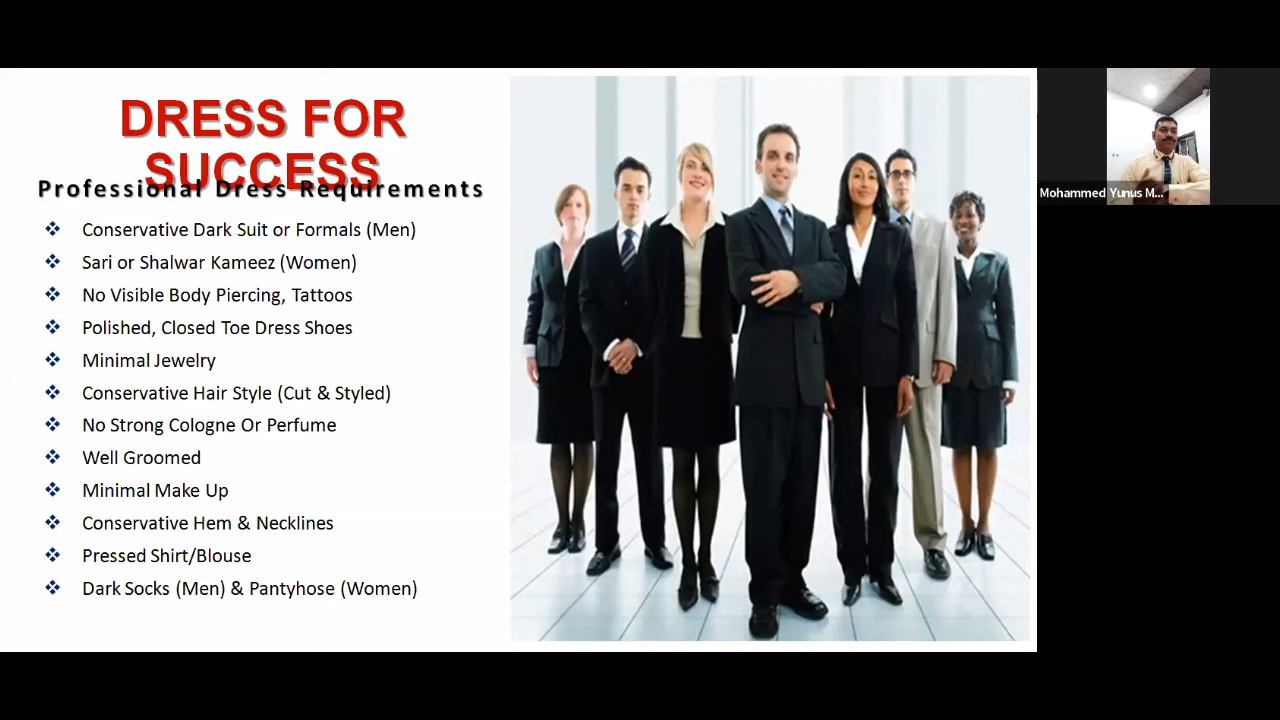 DRESS FOR
SUCCESS
Professional Dress Requirements
Conservative Dark Suit or Formals (Men)
Sari or Shalwar Kameez (Women)
No Visible Body Piercing, Tattoos
Polished, Closed Toe Dress Shoes
Minimal Jewelry
Conservative Hair Style (Cut & Styled)
No Strong Cologne Or Perfume
Well Groomed
Minimal Make Up
Conservative Hem & Necklines
Pressed Shirt/Blouse
Dark Socks (Men) & Pantyhose (Women)
Mohammed Yunus M...